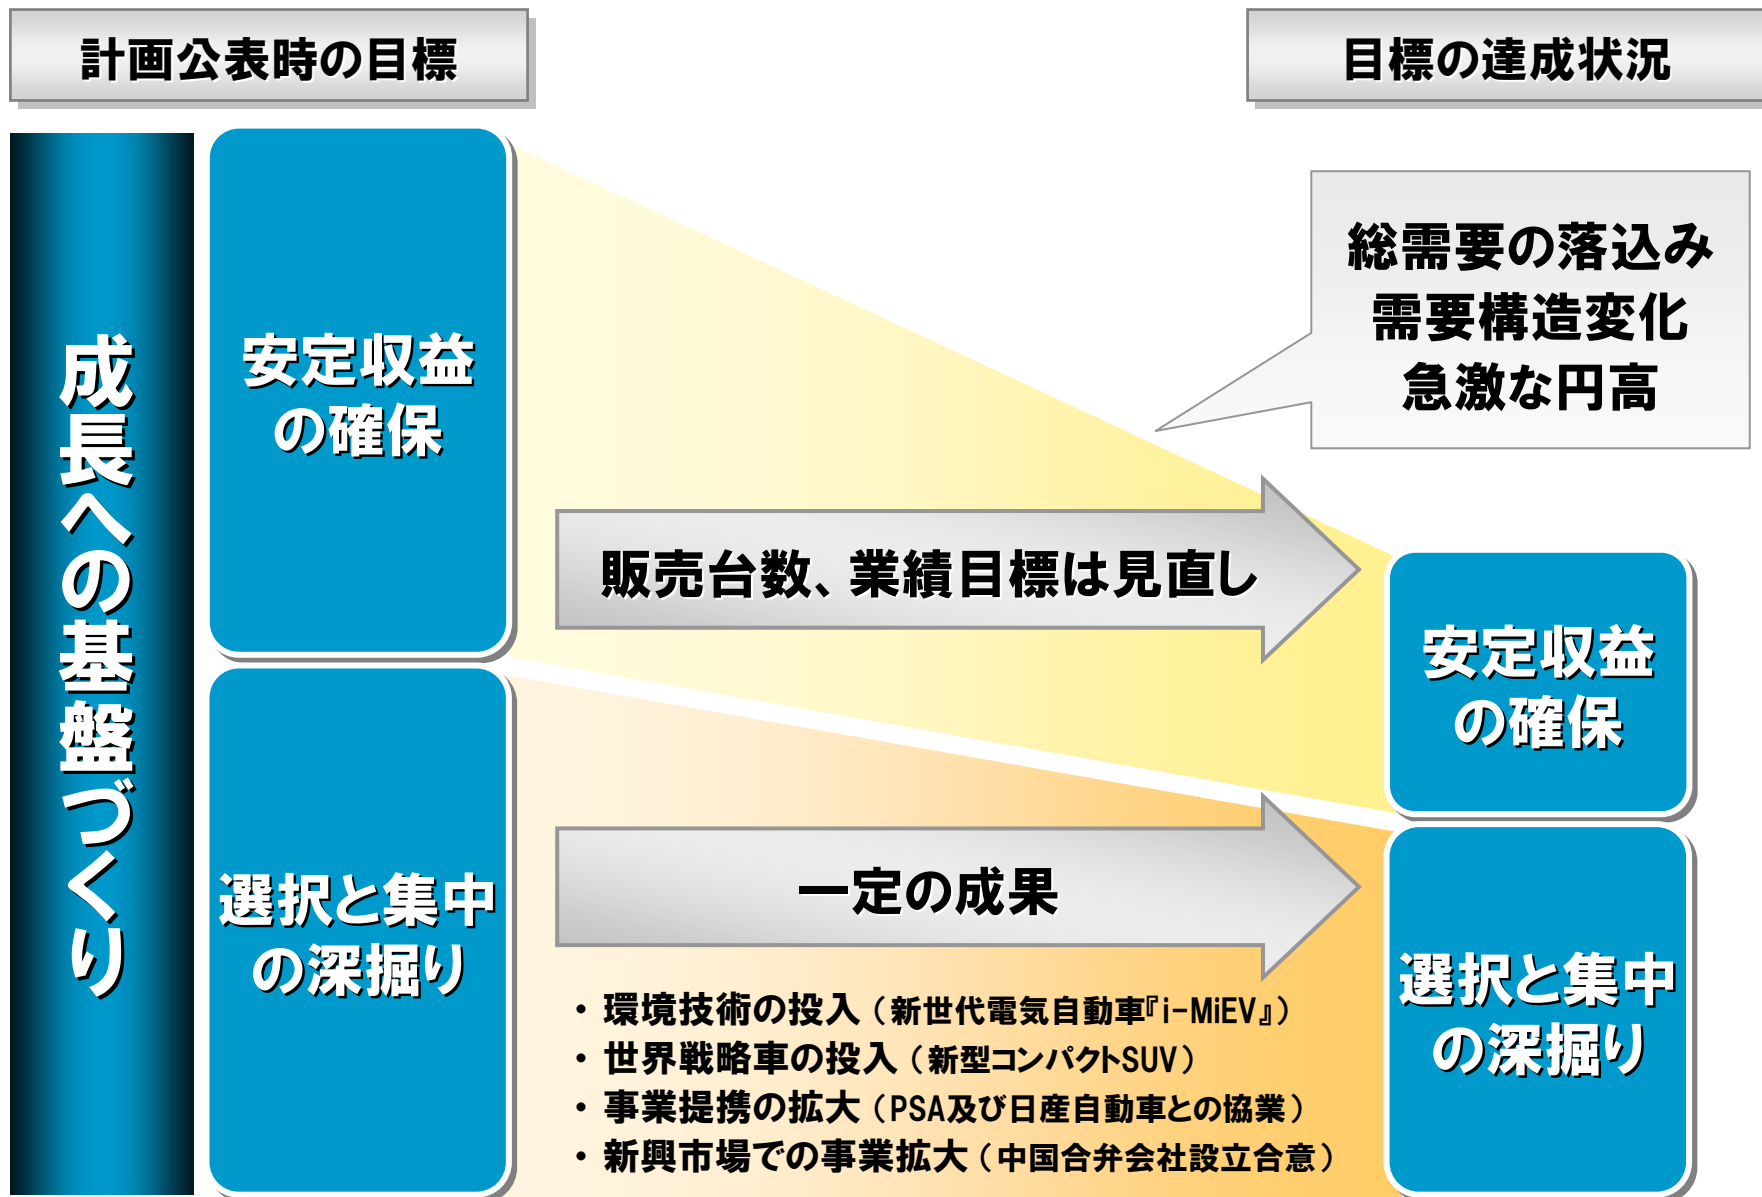 計画公表時の目標
目標の達成状況
成長への基盤づくり
安定収益
の確保
総需要の落込み
需要構造変化
急激な円高
販売台数、業績目標は見直し
安定収益
の確保
選択と集中
の深掘り
一定の成果
・環境技術の投入（新世代電気自動車『i-MiEV』）
・世界戦略車の投入（新型コンパクトSUV）
・事業提携の拡大（PSA及び日産自動車との協業）
・新興市場での事業拡大（中国合弁会社設立合意）
選択と集中
の深掘り